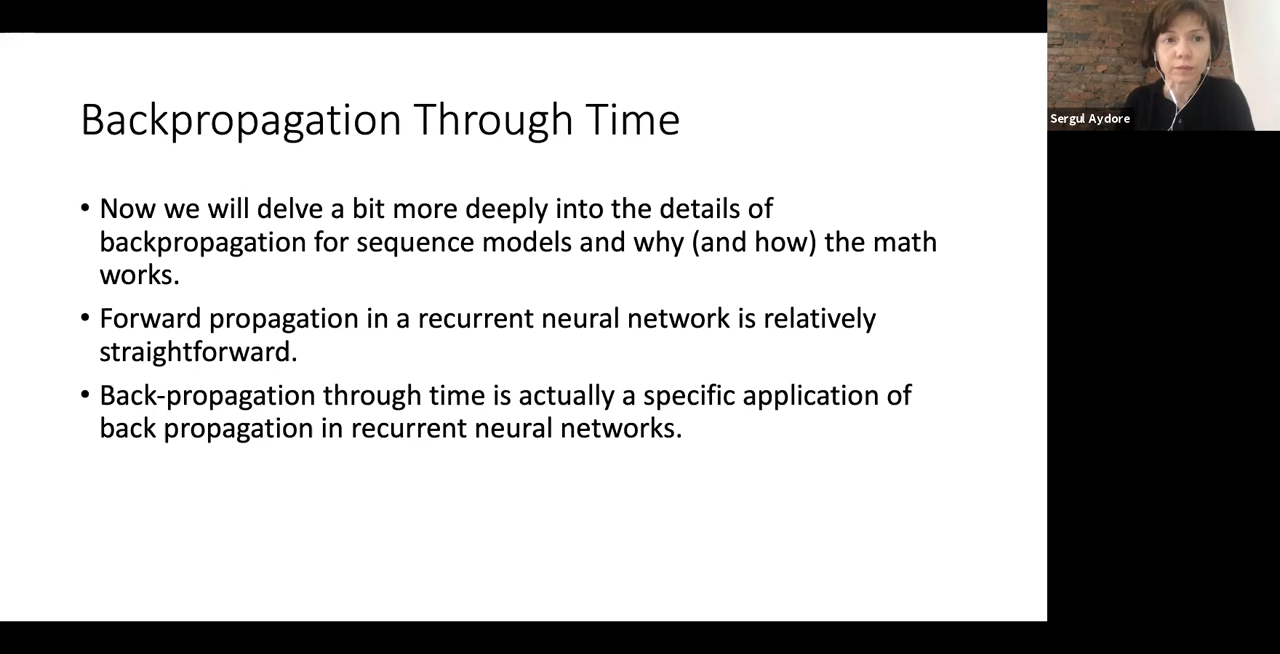 Backpropagation Through Time
• Now we will delve a bit more deeply into the details of
backpropagation for sequence models and why (and how) the math
works.
• Forward propagation in a recurrent neural network is relatively
straightforward.
• Back-propagation through time is actually a specific application of
back propagation in recurrent neural networks.
Sergul Aydore